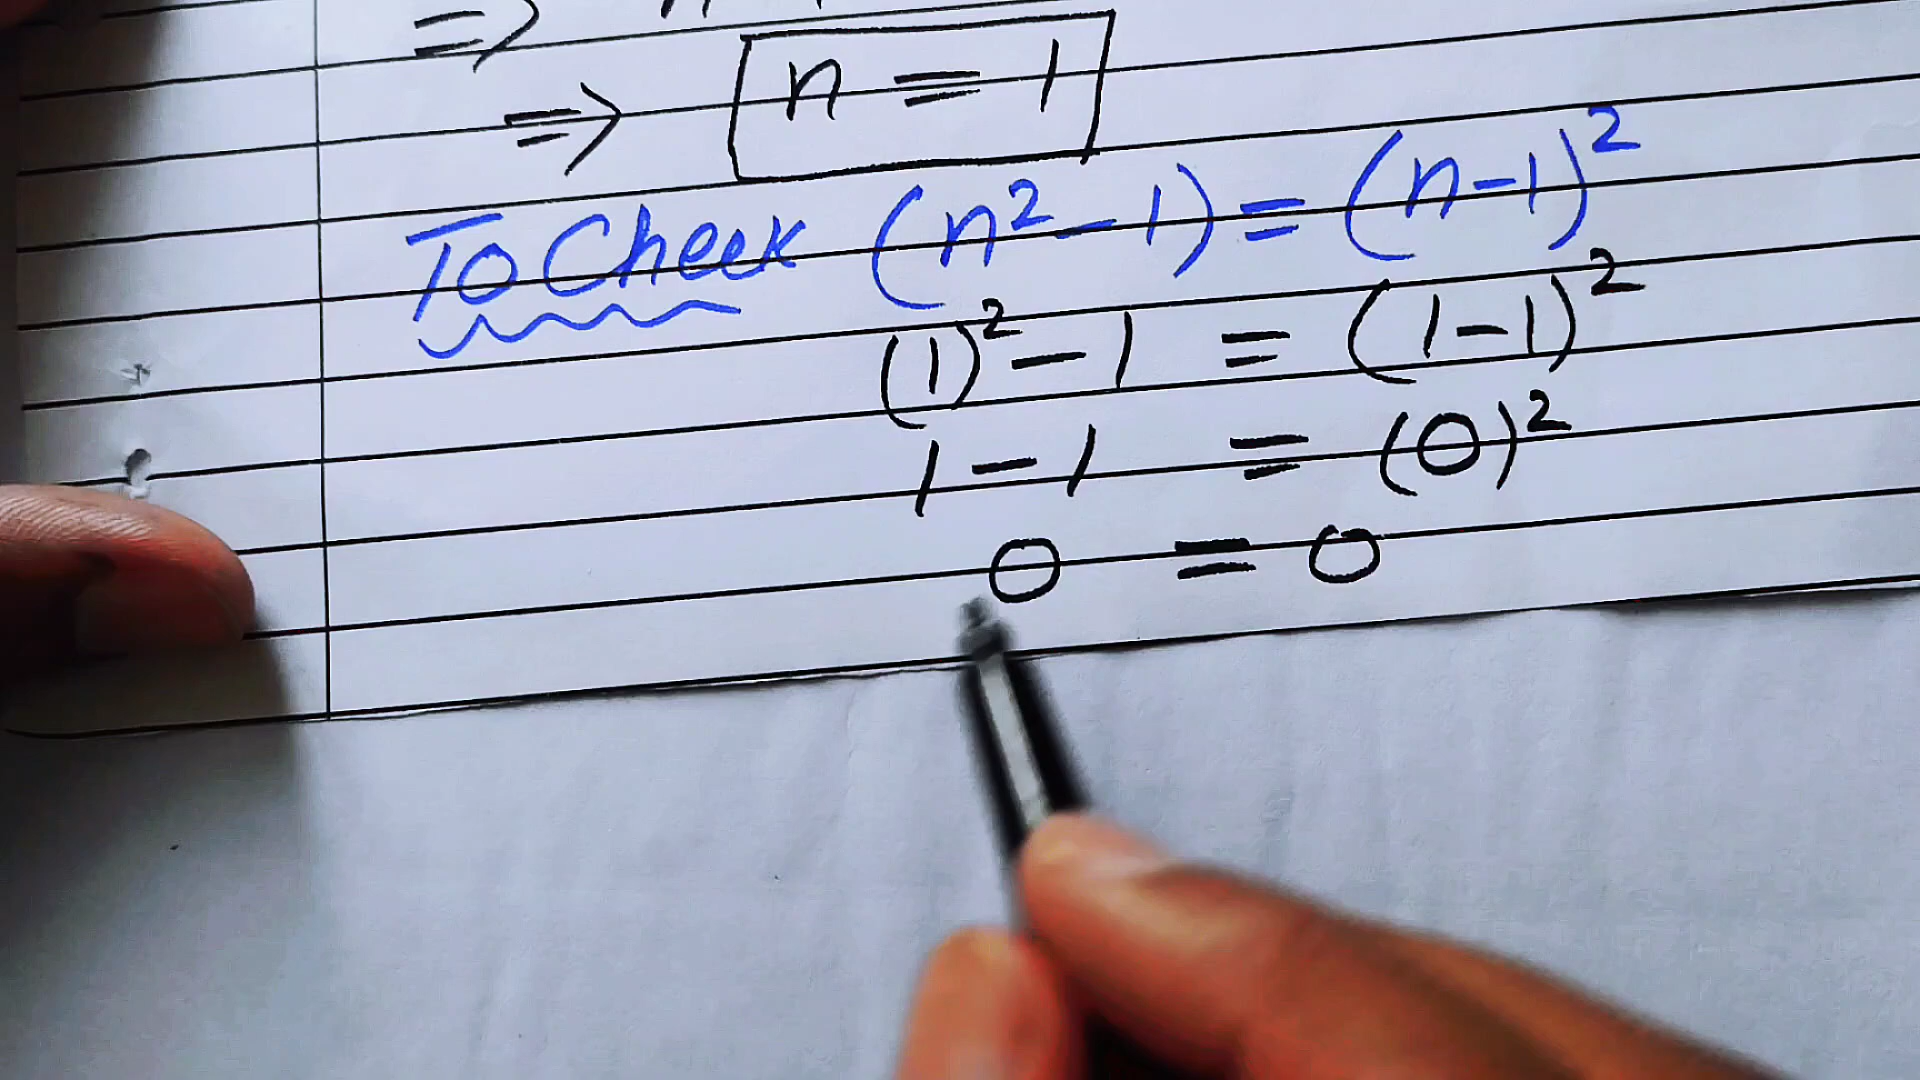 ⇒
⇒ n = 1
To Cheek (n² - 1) = (n - 1)²
(1)² - 1 = (1 - 1)²
1 - 1 = (0)²
0 = 0